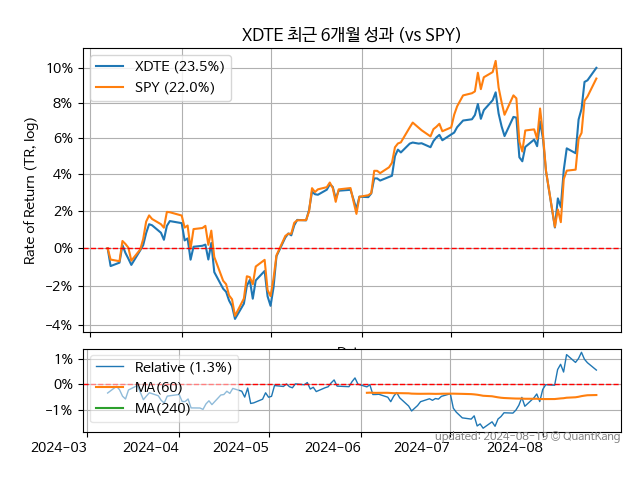 XDTE 최근 6개월 성과 (vs SPY)
Rate of Return (TR, log)
10%
8%
6%
4%
2%
0%
−2%
−4%
XDTE (23.5%)
SPY (22.0%)
1%
0%
−1%
Relative (1.3%)
MA(60)
MA(240)
2024-03
2024-04
2024-05
2024-06
2024-07
2024-08
updated: 2024-08-19 © QuantKang